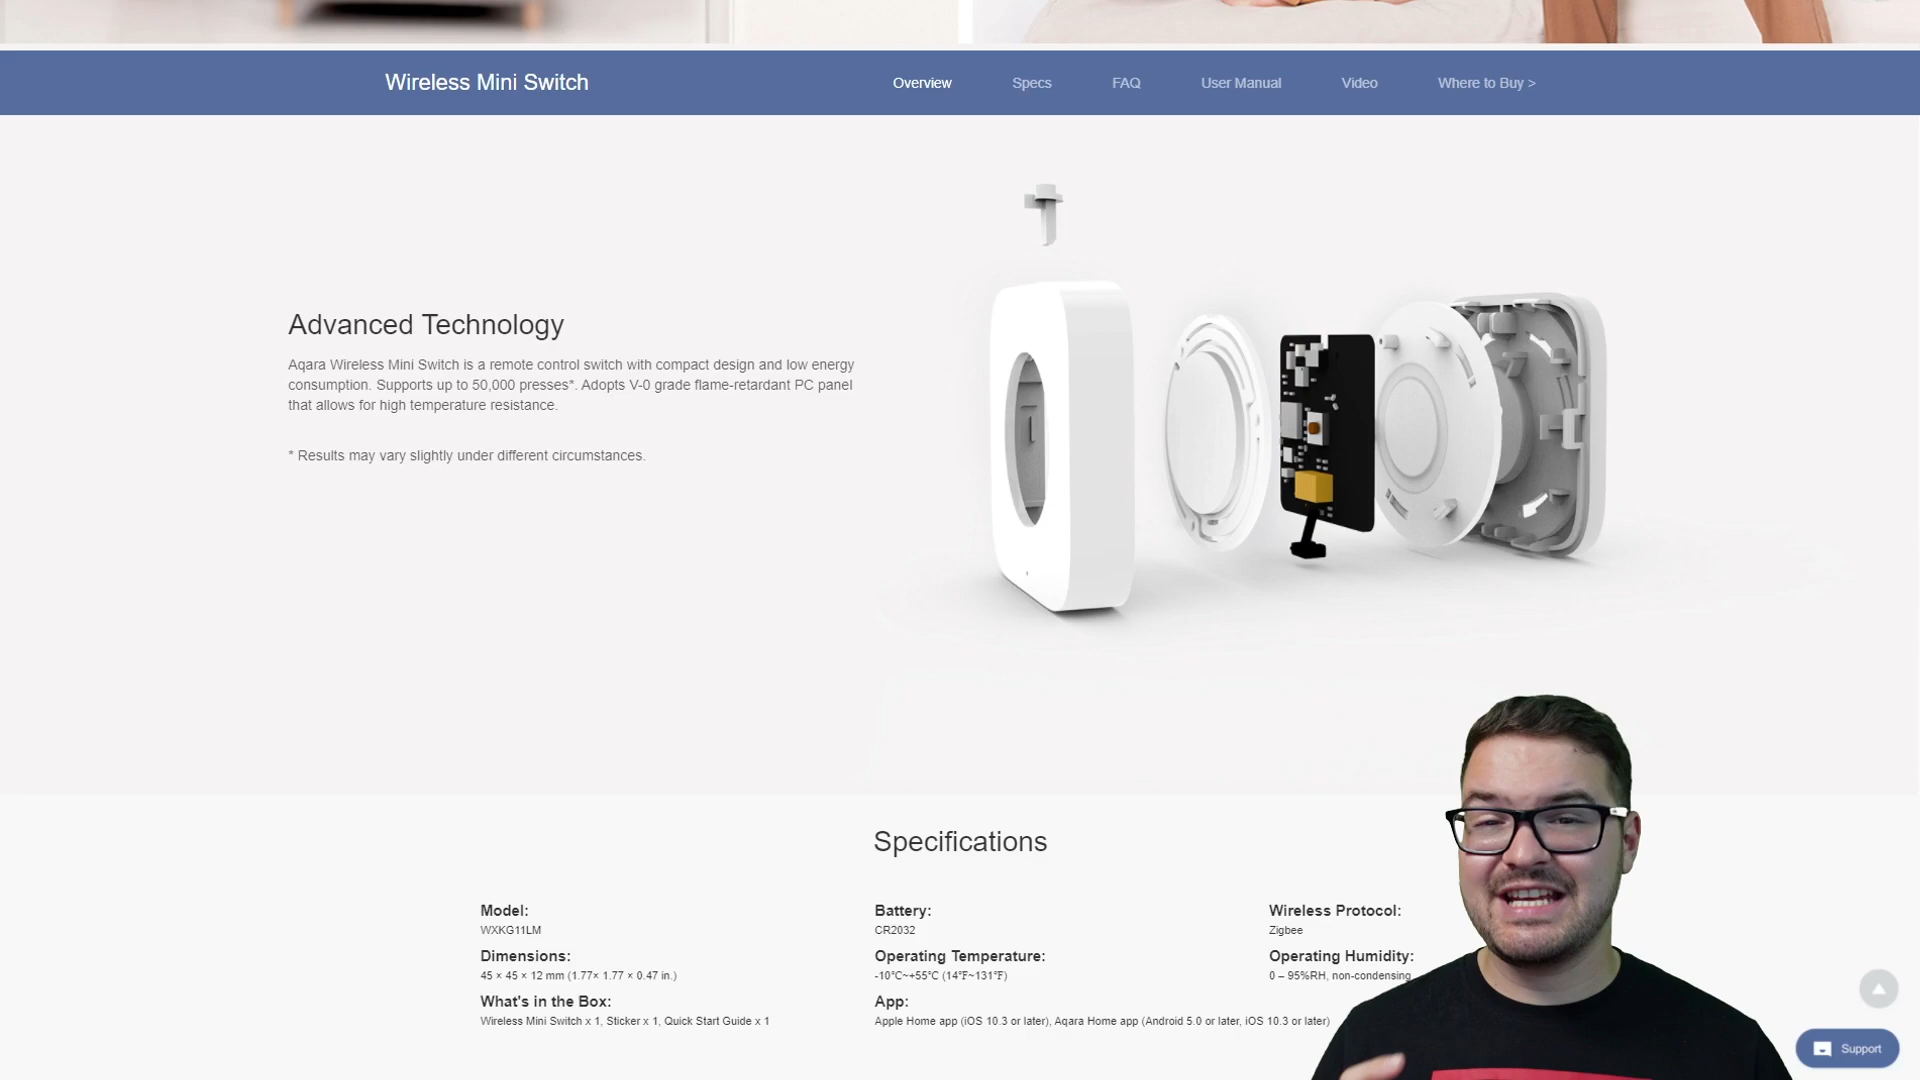 Wireless Mini Switch
Overview
Specs
FAQ
User Manual
Video
Where to Buy >
Advanced Technology
Aqara Wireless Mini Switch is a remote control switch with compact design and low energy
consumption. Supports up to 50,000 presses*. Adopts V-0 grade flame-retardant PC panel
that allows for high temperature resistance.
* Results may vary slightly under different circumstances.
Specifications
Model:
WXKG11LM
Dimensions:
45 × 45 × 12 mm (1.77× 1.77 × 0.47 in.)
What's in the Box:
Wireless Mini Switch x 1, Sticker x 1, Quick Start Guide x 1
Battery:
CR2032
Operating Temperature:
-10℃~+55℃ (14℉~131℉)
App:
Apple Home app (iOS 10.3 or later), Aqara Home app (Android 5.0 or later, iOS 10.3 or later)
Wireless Protocol:
Zigbee
Operating Humidity:
0 – 95%RH, non-condensing
Support